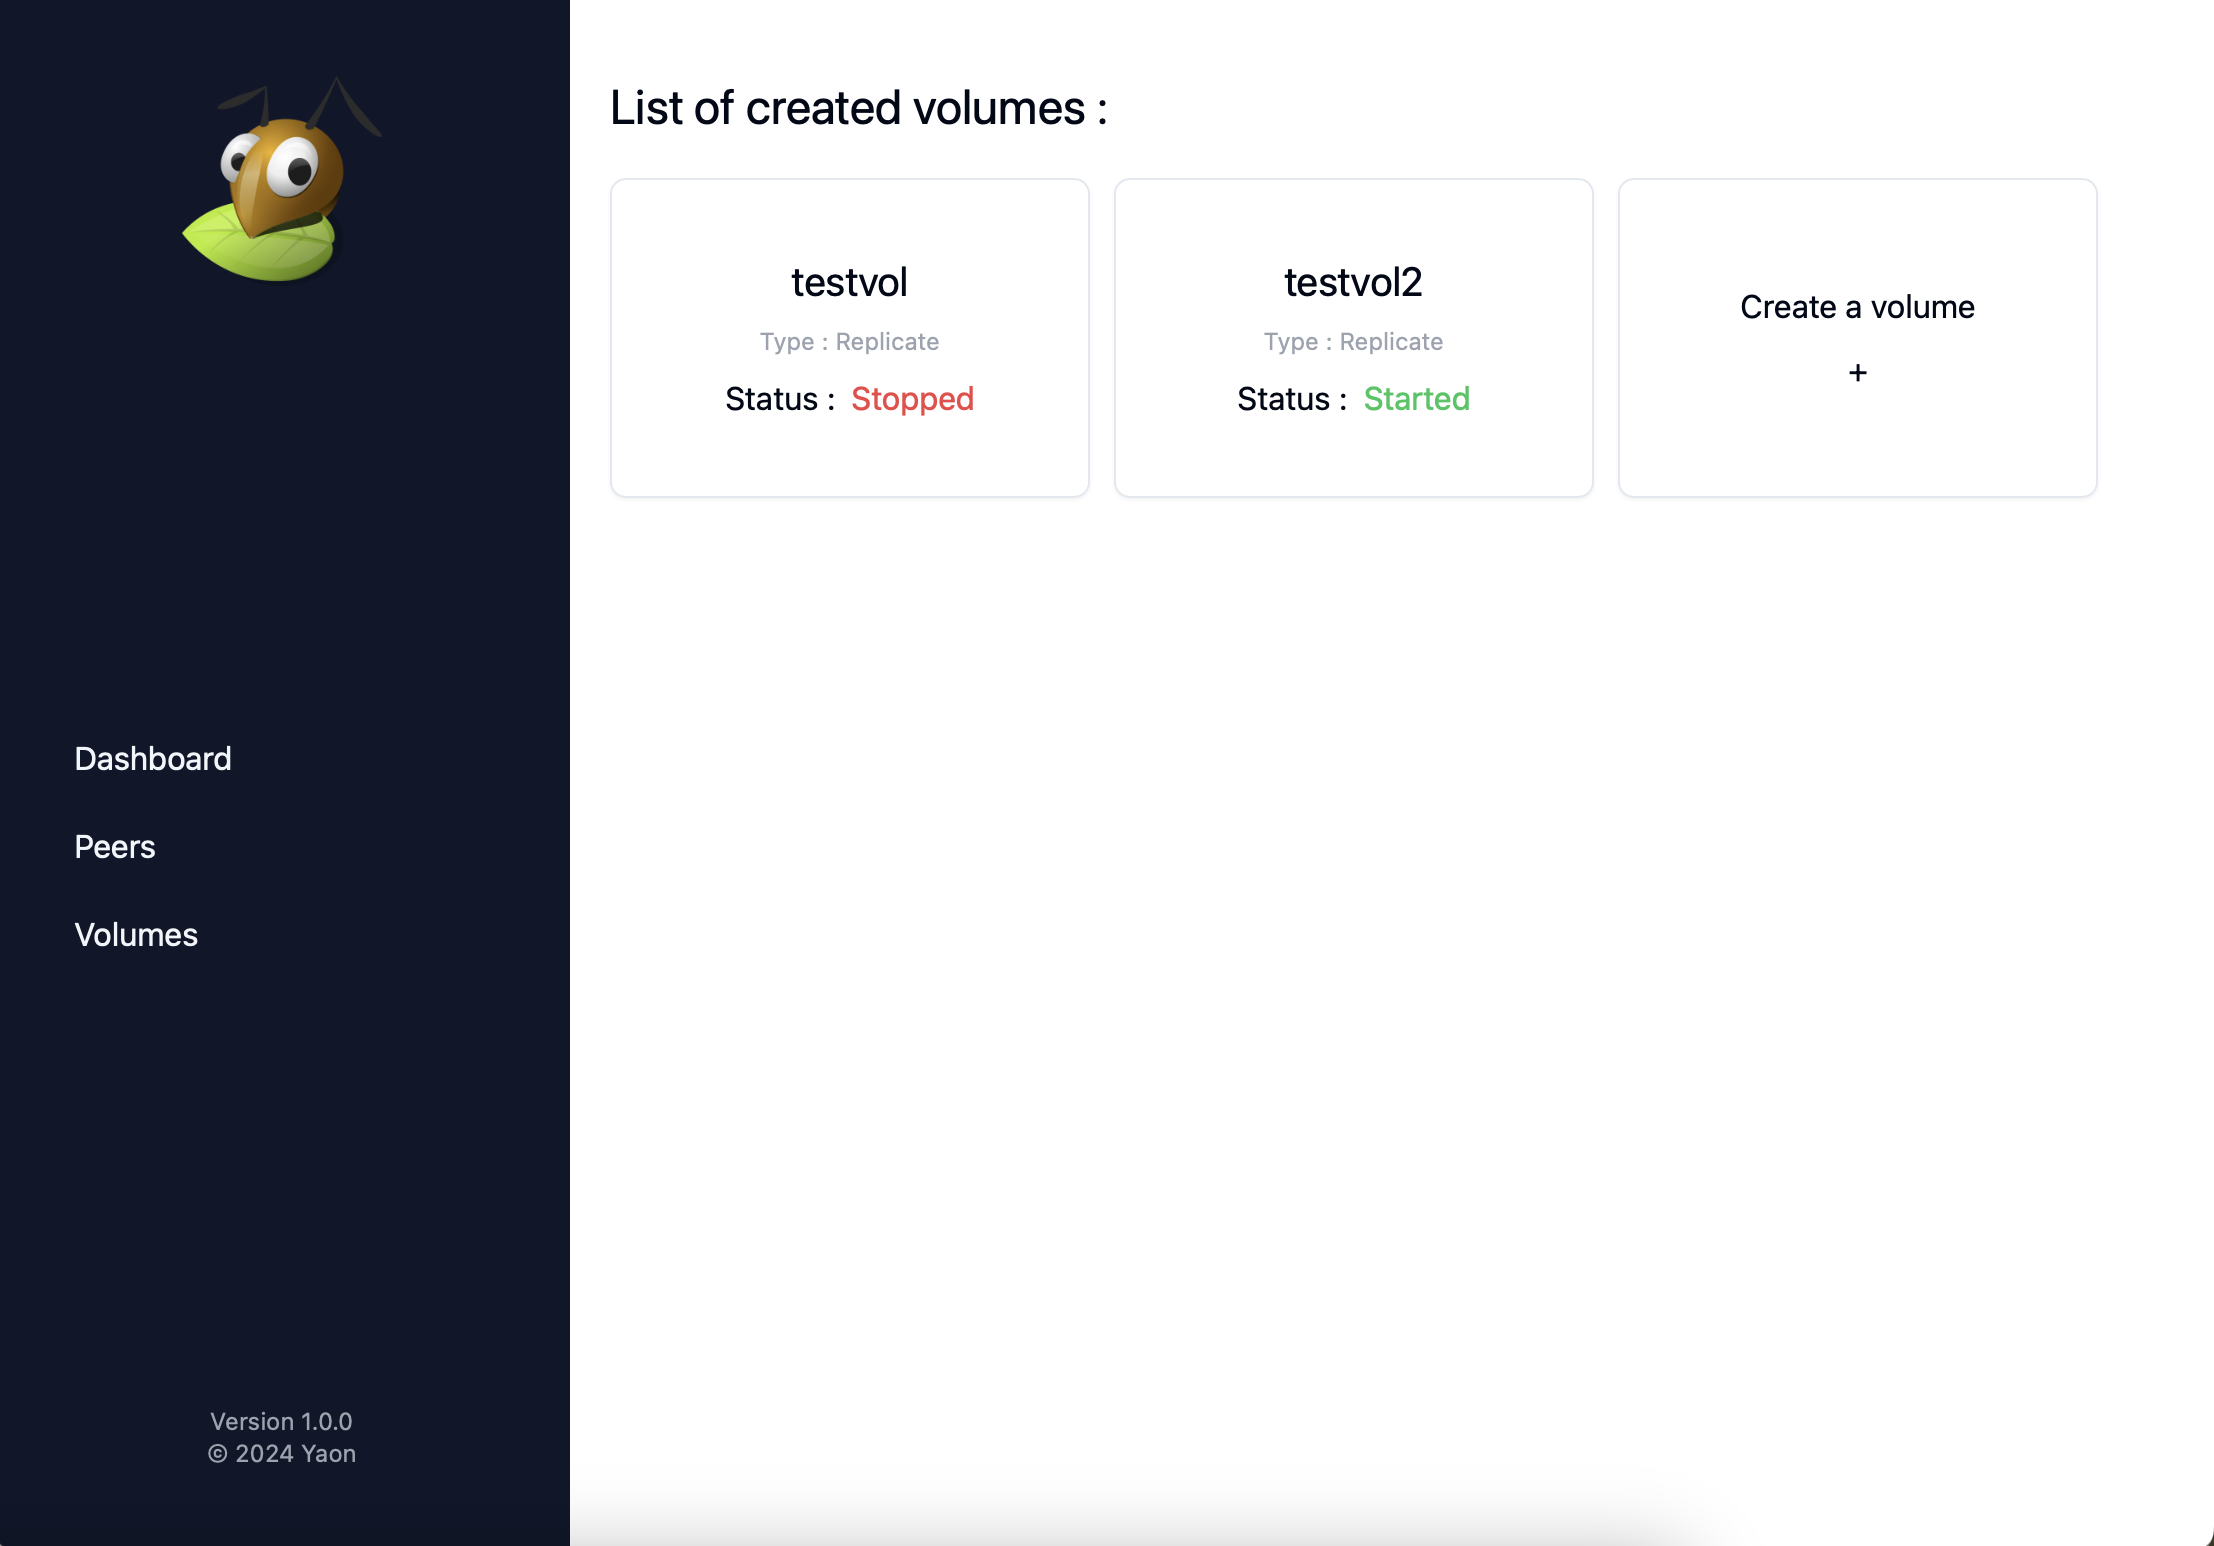 List of created volumes :
testvol
Type : Replicate
Status : Stopped
testvol2
Type : Replicate
Status : Started
Create a volume
+
Dashboard
Peers
Volumes
Version 1.0.0
© 2024 Yaon